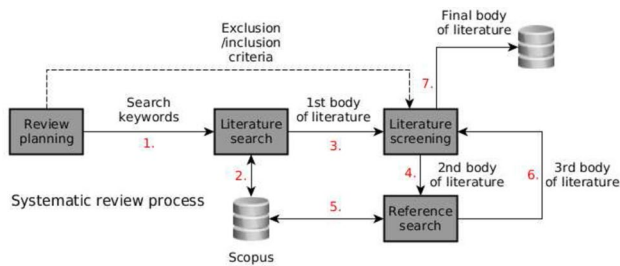 Final body
of literature
Exclusion
/inclusion
criteria
7.
Search
keywords
1st body
of literature
Review
planning
1.
Literature
search
3.
Literature
screening
2.
4.
2nd body
of literature
6.
3rd body
of literature
Systematic review process
5.
Reference
search
Scopus